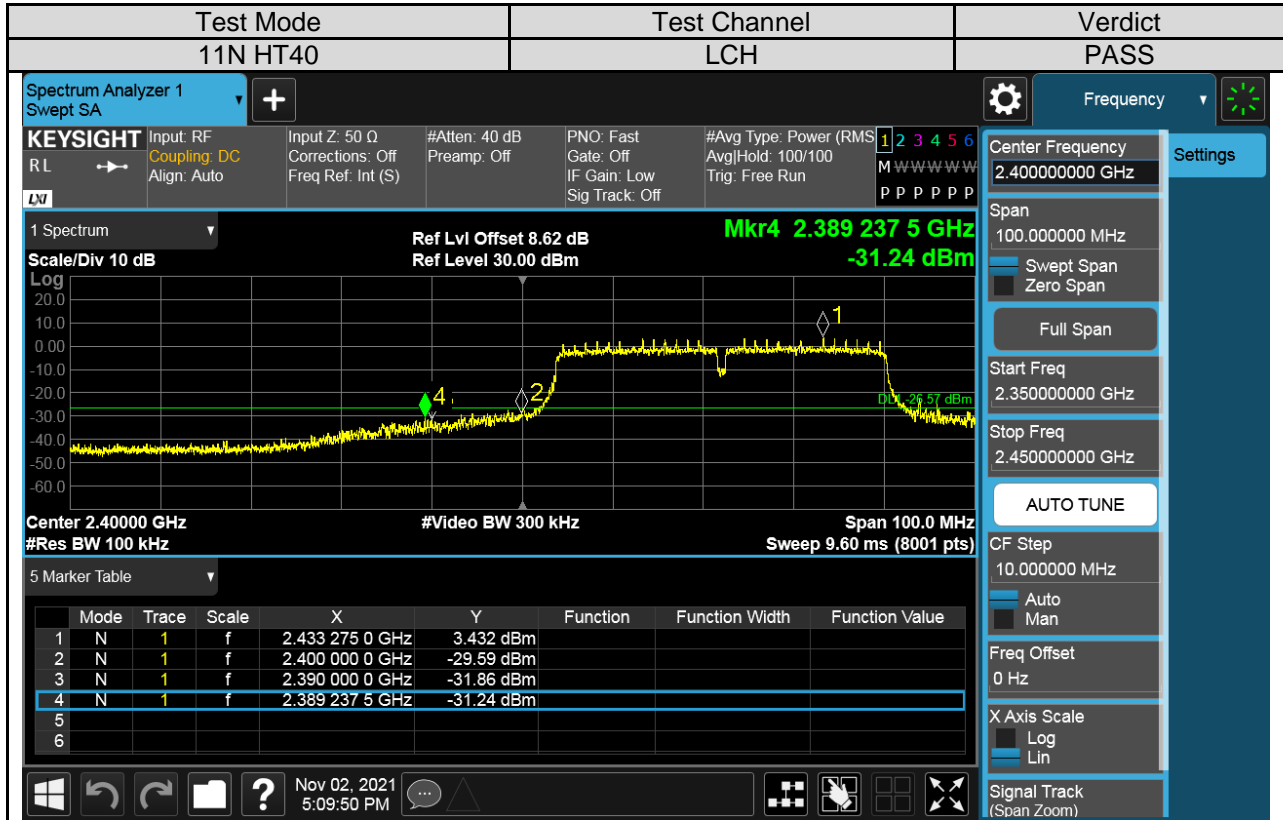 Test Mode Test Channel Verdict
11N HT40 LCH PASS
Spectrum Analyzer 1
Swept SA
Frequency
KEYSIGHT Input: RF Input Z: 50 Ω #Atten: 40 dB PNO: Fast #Avg Type: Power (RMS 1 2 3 4 5 6
R L Coupling: DC Corrections: Off Preamp: Off Gate: Off Avg|Hold: 100/100 M W W W W W
Align: Auto Freq Ref: Int (S) IF Gain: Low Trig: Free Run
LXI Sig Track: Off P P P P P P
1 Spectrum Ref Lvl Offset 8.62 dB Mkr4 2.389 237 5 GHz
Scale/Div 10 dB Ref Level 30.00 dBm -31.24 dBm
Log
20.0
10.0
1
0.00
-10.0
-20.0
4 2
DL1 -26.57 dBm
-30.0
-40.0
-50.0
-60.0
Center 2.40000 GHz #Video BW 300 kHz Span 100.0 MHz
#Res BW 100 kHz Sweep 9.60 ms (8001 pts)
5 Marker Table
Mode Trace Scale X Y Function Function Width Function Value
1 N 1 f 2.433 275 0 GHz 3.432 dBm
2 N 1 f 2.400 000 0 GHz -29.59 dBm
3 N 1 f 2.390 000 0 GHz -31.86 dBm
4 N 1 f 2.389 237 5 GHz -31.24 dBm
5
6
Nov 02, 2021
5:09:50 PM
Center Frequency
2.400000000 GHz
Settings
Span
100.000000 MHz
Swept Span
Zero Span
Full Span
Start Freq
2.350000000 GHz
Stop Freq
2.450000000 GHz
AUTO TUNE
CF Step
10.000000 MHz
Auto
Man
Freq Offset
0 Hz
X Axis Scale
Log
Lin
Signal Track
(Span Zoom)